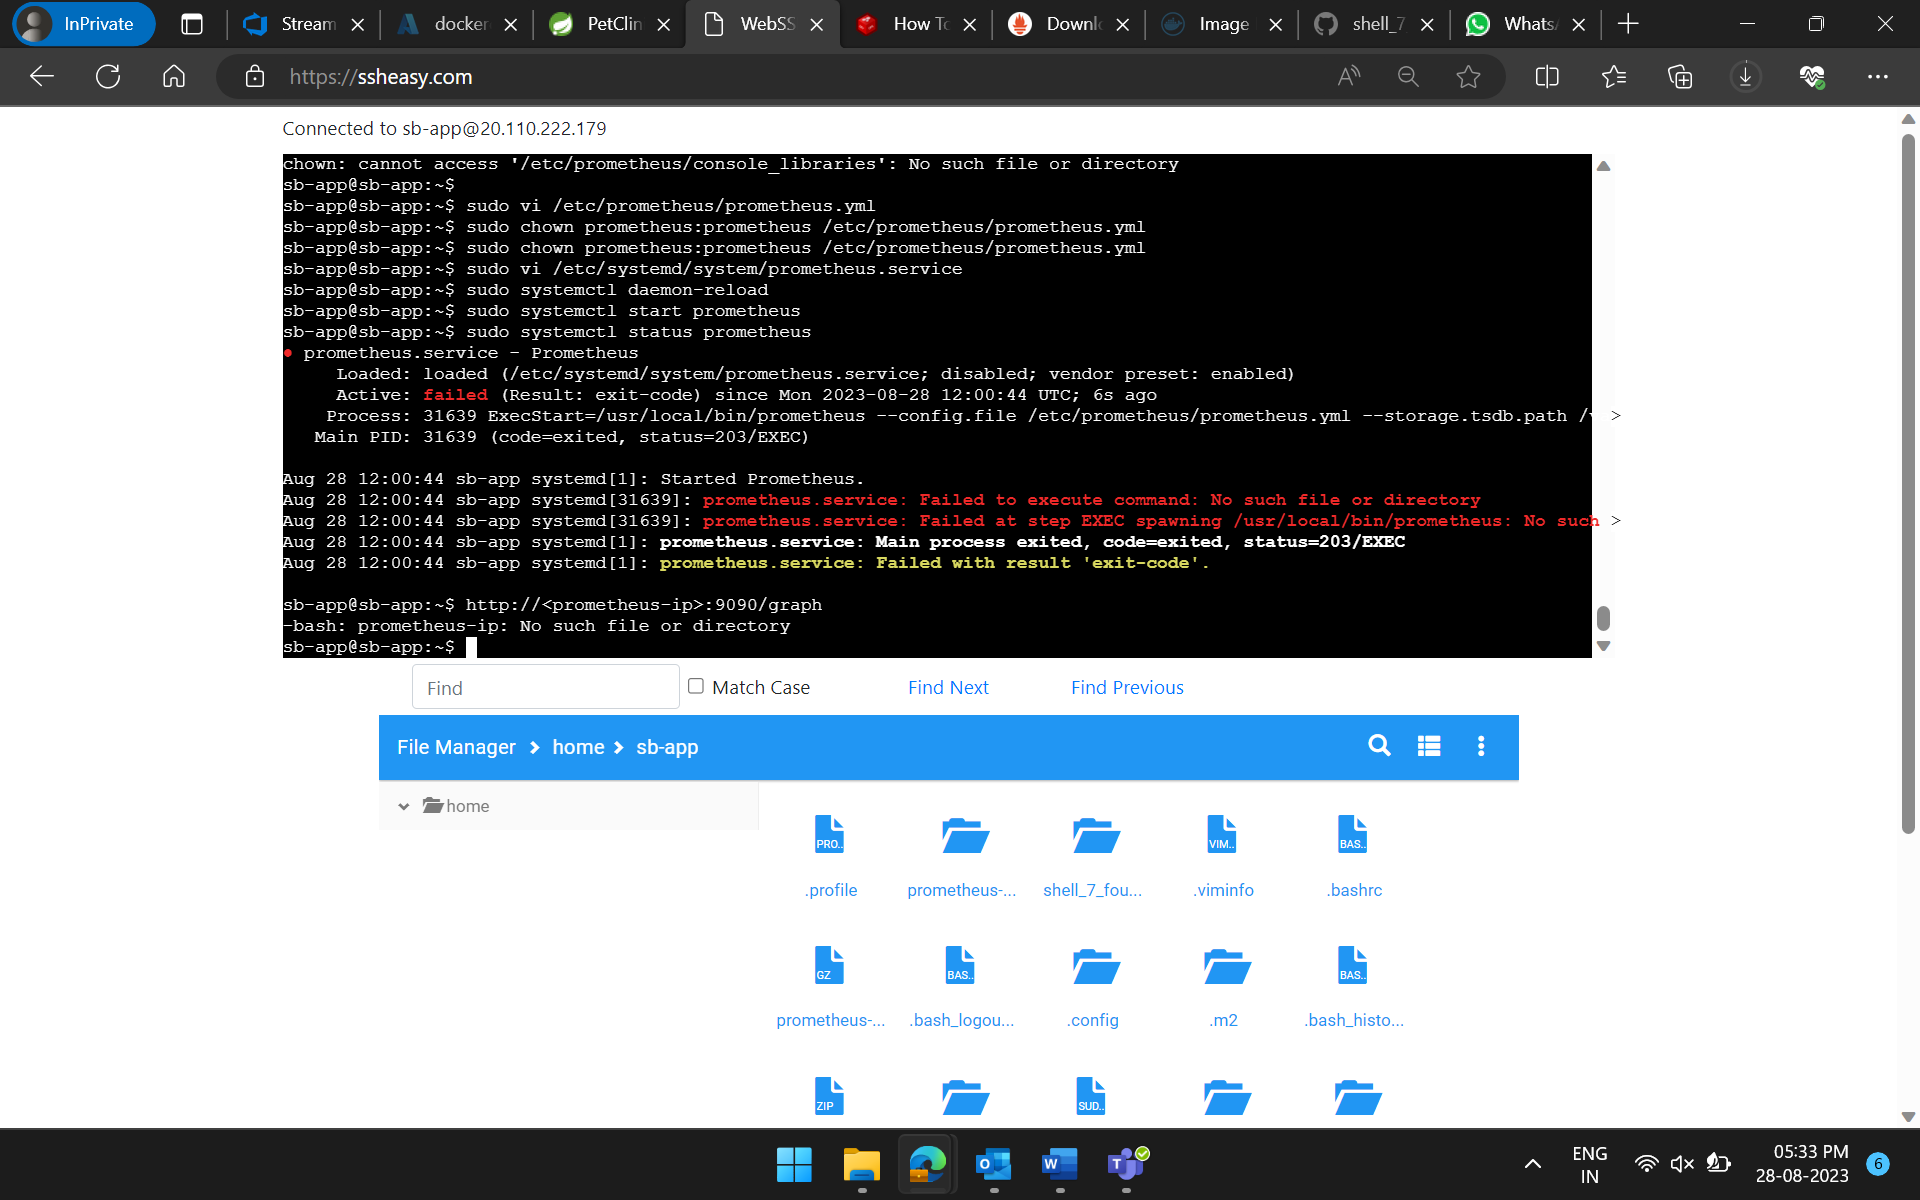 InPrivate
Stream
docker
PetClin
WebSS
How To
Downlo
Image
shell_7
Whats
https://ssheasy.com
Connected to sb-app@20.110.222.179
chown: cannot access '/etc/prometheus/console_libraries': No such file or directory
sb-app@sb-app:~$
sb-app@sb-app:~$ sudo vi /etc/prometheus/prometheus.yml
sb-app@sb-app:~$ sudo chown prometheus:prometheus /etc/prometheus/prometheus.yml
sb-app@sb-app:~$ sudo chown prometheus:prometheus /etc/prometheus/prometheus.yml
sb-app@sb-app:~$ sudo vi /etc/systemd/system/prometheus.service
sb-app@sb-app:~$ sudo systemctl daemon-reload
sb-app@sb-app:~$ sudo systemctl start prometheus
sb-app@sb-app:~$ sudo systemctl status prometheus
● prometheus.service - Prometheus
Loaded: loaded (/etc/systemd/system/prometheus.service; disabled; vendor preset: enabled)
Active: failed (Result: exit-code) since Mon 2023-08-28 12:00:44 UTC; 6s ago
Process: 31639 ExecStart=/usr/local/bin/prometheus --config.file /etc/prometheus/prometheus.yml --storage.tsdb.path /v >
Main PID: 31639 (code=exited, status=203/EXEC)
Aug 28 12:00:44 sb-app systemd[1]: Started Prometheus.
Aug 28 12:00:44 sb-app systemd[31639]: prometheus.service: Failed to execute command: No such file or directory
Aug 28 12:00:44 sb-app systemd[31639]: prometheus.service: Failed at step EXEC spawning /usr/local/bin/prometheus: No such >
Aug 28 12:00:44 sb-app systemd[1]: prometheus.service: Main process exited, code=exited, status=203/EXEC
Aug 28 12:00:44 sb-app systemd[1]: prometheus.service: Failed with result 'exit-code'.
sb-app@sb-app:~$ http://<prometheus-ip>:9090/graph
-bash: prometheus-ip: No such file or directory
sb-app@sb-app:~$
Find
Match Case
Find Next
Find Previous
File Manager > home > sb-app
home
PRO..
VIM..
BAS..
.profile
prometheus-...
shell_7_fou...
.viminfo
.bashrc
GZ
BAS..
BAS..
prometheus-...
.bash_logou...
.config
.m2
.bash_histo...
ZIP
SUD..
ENG
IN
05:33 PM
28-08-2023
6